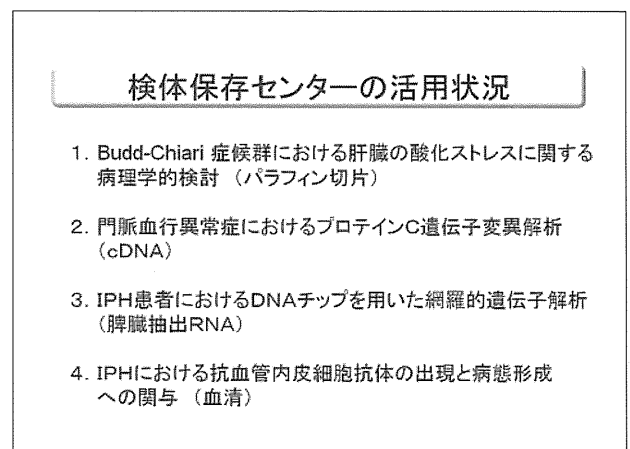 検体保存センターの活用状況
1. Budd-Chiari 症候群における肝臓の酸化ストレスに関する
病理学的検討 （パラフィン切片）
2. 門脈血行異常症におけるプロテインC遺伝子変異解析
（cDNA）
3. IPH患者におけるDNAチップを用いた網羅的遺伝子解析
（脾臓抽出RNA）
4. IPHにおける抗血管内皮細胞抗体の出現と病態形成
への関与 （血清）